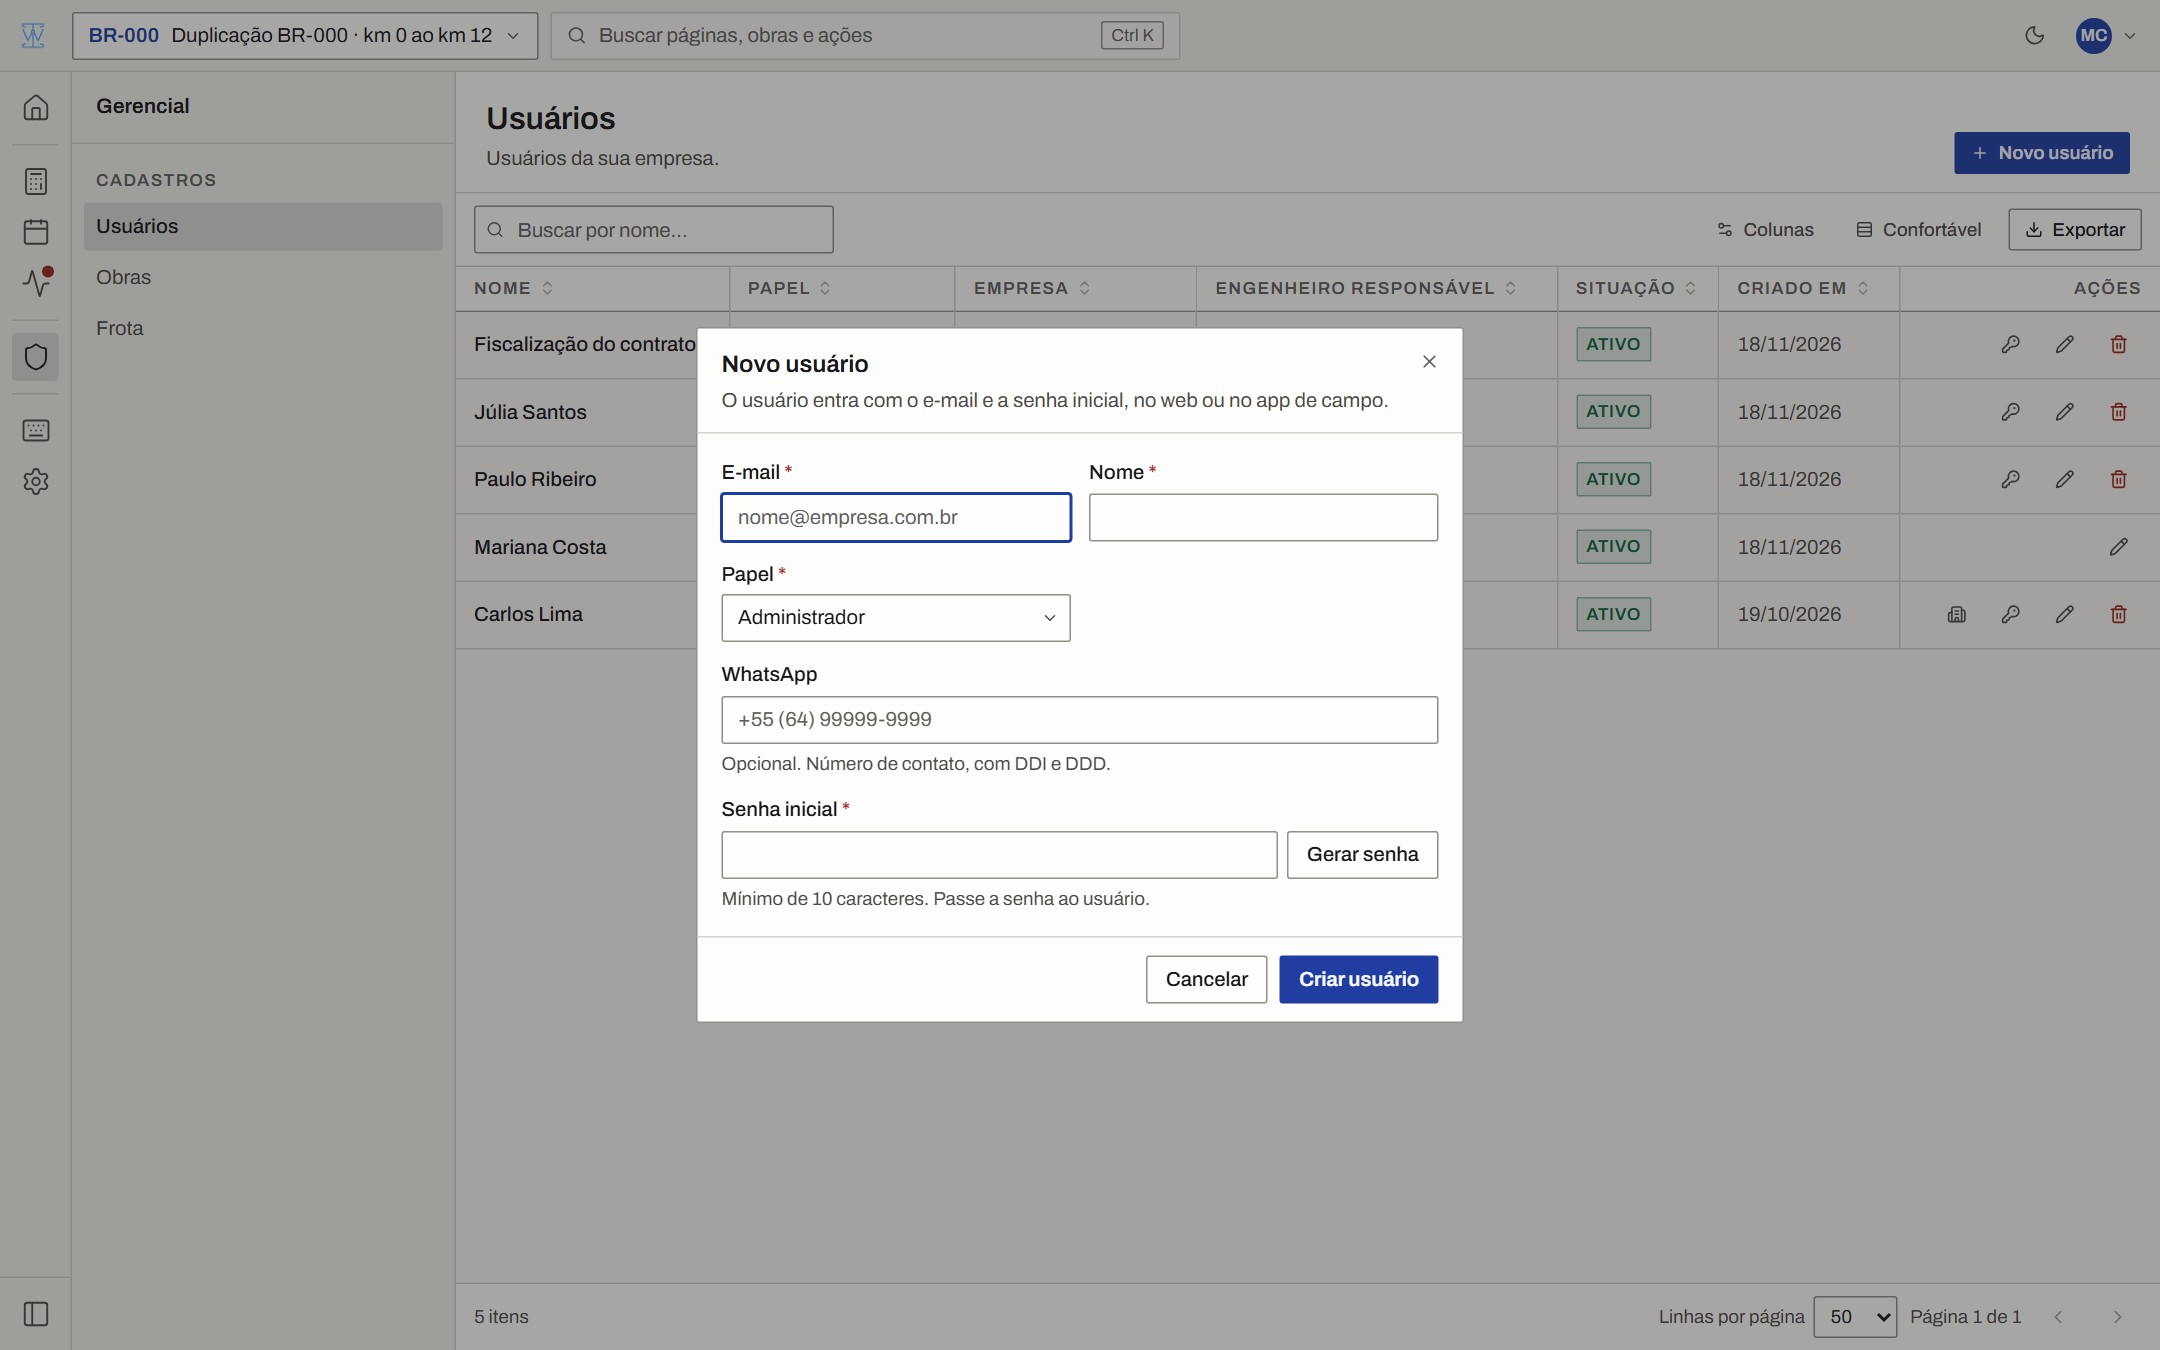 BR-000 Duplicação BR-000 · km 0 ao km 12
Buscar páginas, obras e ações
Ctrl K
MC
Gerencial
CADASTROS
Usuários
Obras
Frota
Usuários
Usuários da sua empresa.
+ Novo usuário
Buscar por nome...
Colunas
Confortável
Exportar
NOME PAPEL EMPRESA ENGENHEIRO RESPONSÁVEL SITUAÇÃO CRIADO EM AÇÕES
Fiscalização do contrato ATIVO 18/11/2026
Júlia Santos ATIVO 18/11/2026
Paulo Ribeiro ATIVO 18/11/2026
Mariana Costa ATIVO 18/11/2026
Carlos Lima ATIVO 19/10/2026
Novo usuário
O usuário entra com o e-mail e a senha inicial, no web ou no app de campo.
E-mail * Nome *
nome@empresa.com.br
Papel *
Administrador
WhatsApp
+55 (64) 99999-9999
Opcional. Número de contato, com DDI e DDD.
Senha inicial *
Gerar senha
Mínimo de 10 caracteres. Passe a senha ao usuário.
Cancelar
Criar usuário
5 itens
Linhas por página 50 Página 1 de 1